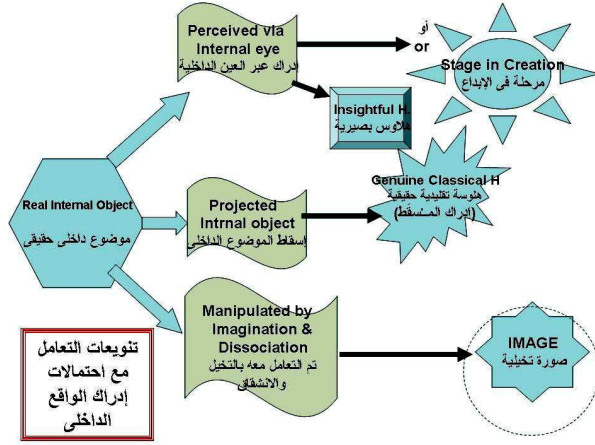 Perceived via
Internal eye
إدراك عبر العين الداخلية
أو
or
Stage in Creation
مرحلة فى الإبداع
Insightful H.
هلاوس بصيرية
Real Internal Object
موضوع داخلى حقيقى
Projected
Intrnal object
إسقاط الموضوع الداخلى
Genuine Classical H
هلوسة تقليدية حقيقية
(إدراك المسقط)
Manipulated by
Imagination &
Dissociation
تم التعامل معه بالتخيل
والانشقاق
IMAGE
صورة تخيلية
تنويعات التعامل
مع احتمالات
إدراك الواقع
الداخلى